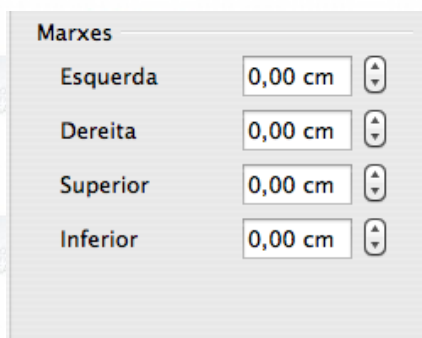 Marxes
Esquerda 0,00 cm
Dereita 0,00 cm
Superior 0,00 cm
Inferior 0,00 cm